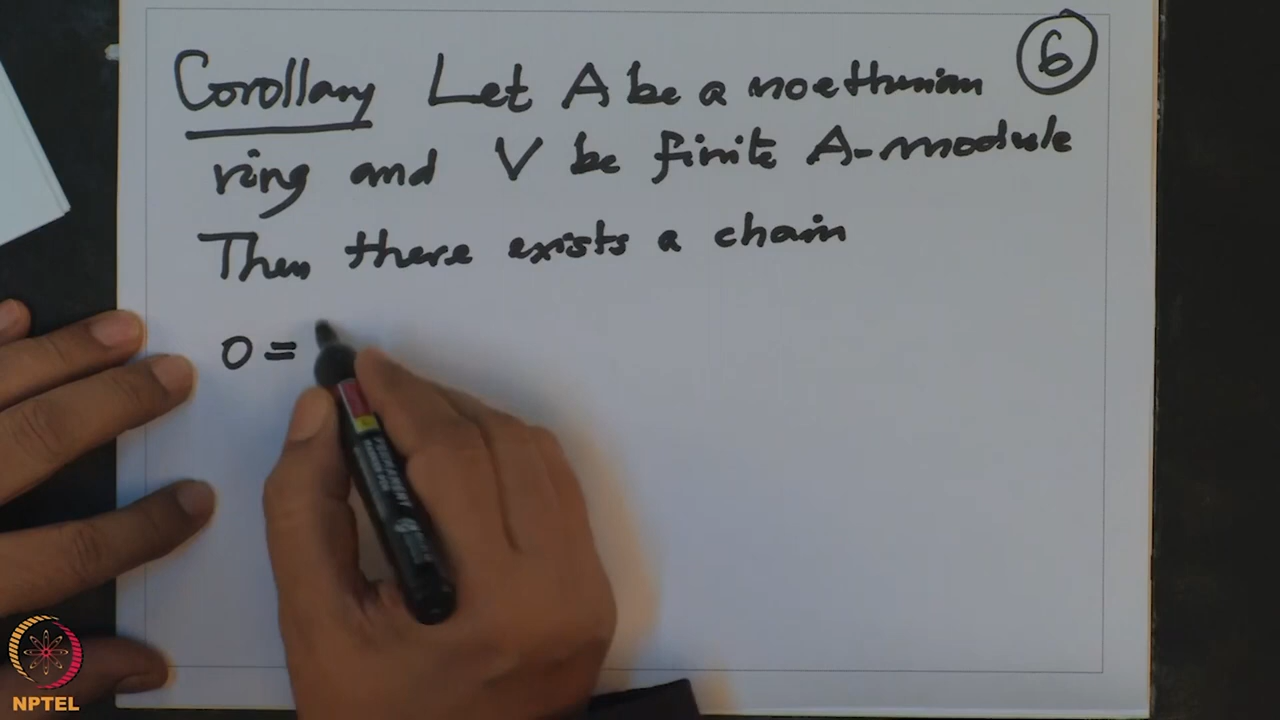 Corollary Let A be a noetherian
6
ring and V be finite A-module
Then there exists a chain
0 =
NPTEL